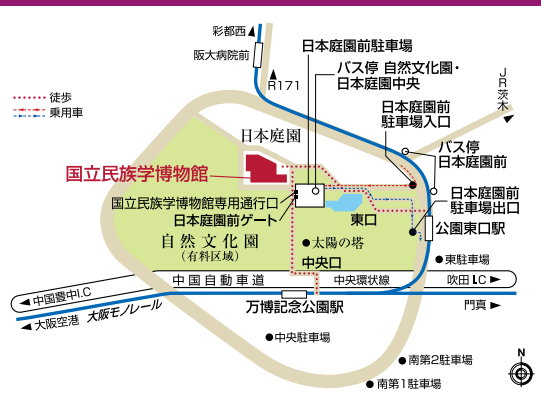 彩都西
阪大病院前
R171
日本庭園前駐車場
バス停 自然文化園・
日本庭園中央
JR茨木
徒歩
乗用車
日本庭園前
駐車場入口
日本庭園
バス停
日本庭園前
国立民族学博物館
国立民族学博物館専用通行口
日本庭園前ゲート
日本庭園前
駐車場出口
東口
公園東口駅
自然文化園
(有料区域)
太陽の塔
中央口
東駐車場
中国自動車道
中央環状線
吹田I.C
中国豊中I.C
大阪空港
大阪モノレール
万博記念公園駅
門真
中央駐車場
南第2駐車場
南第1駐車場
N